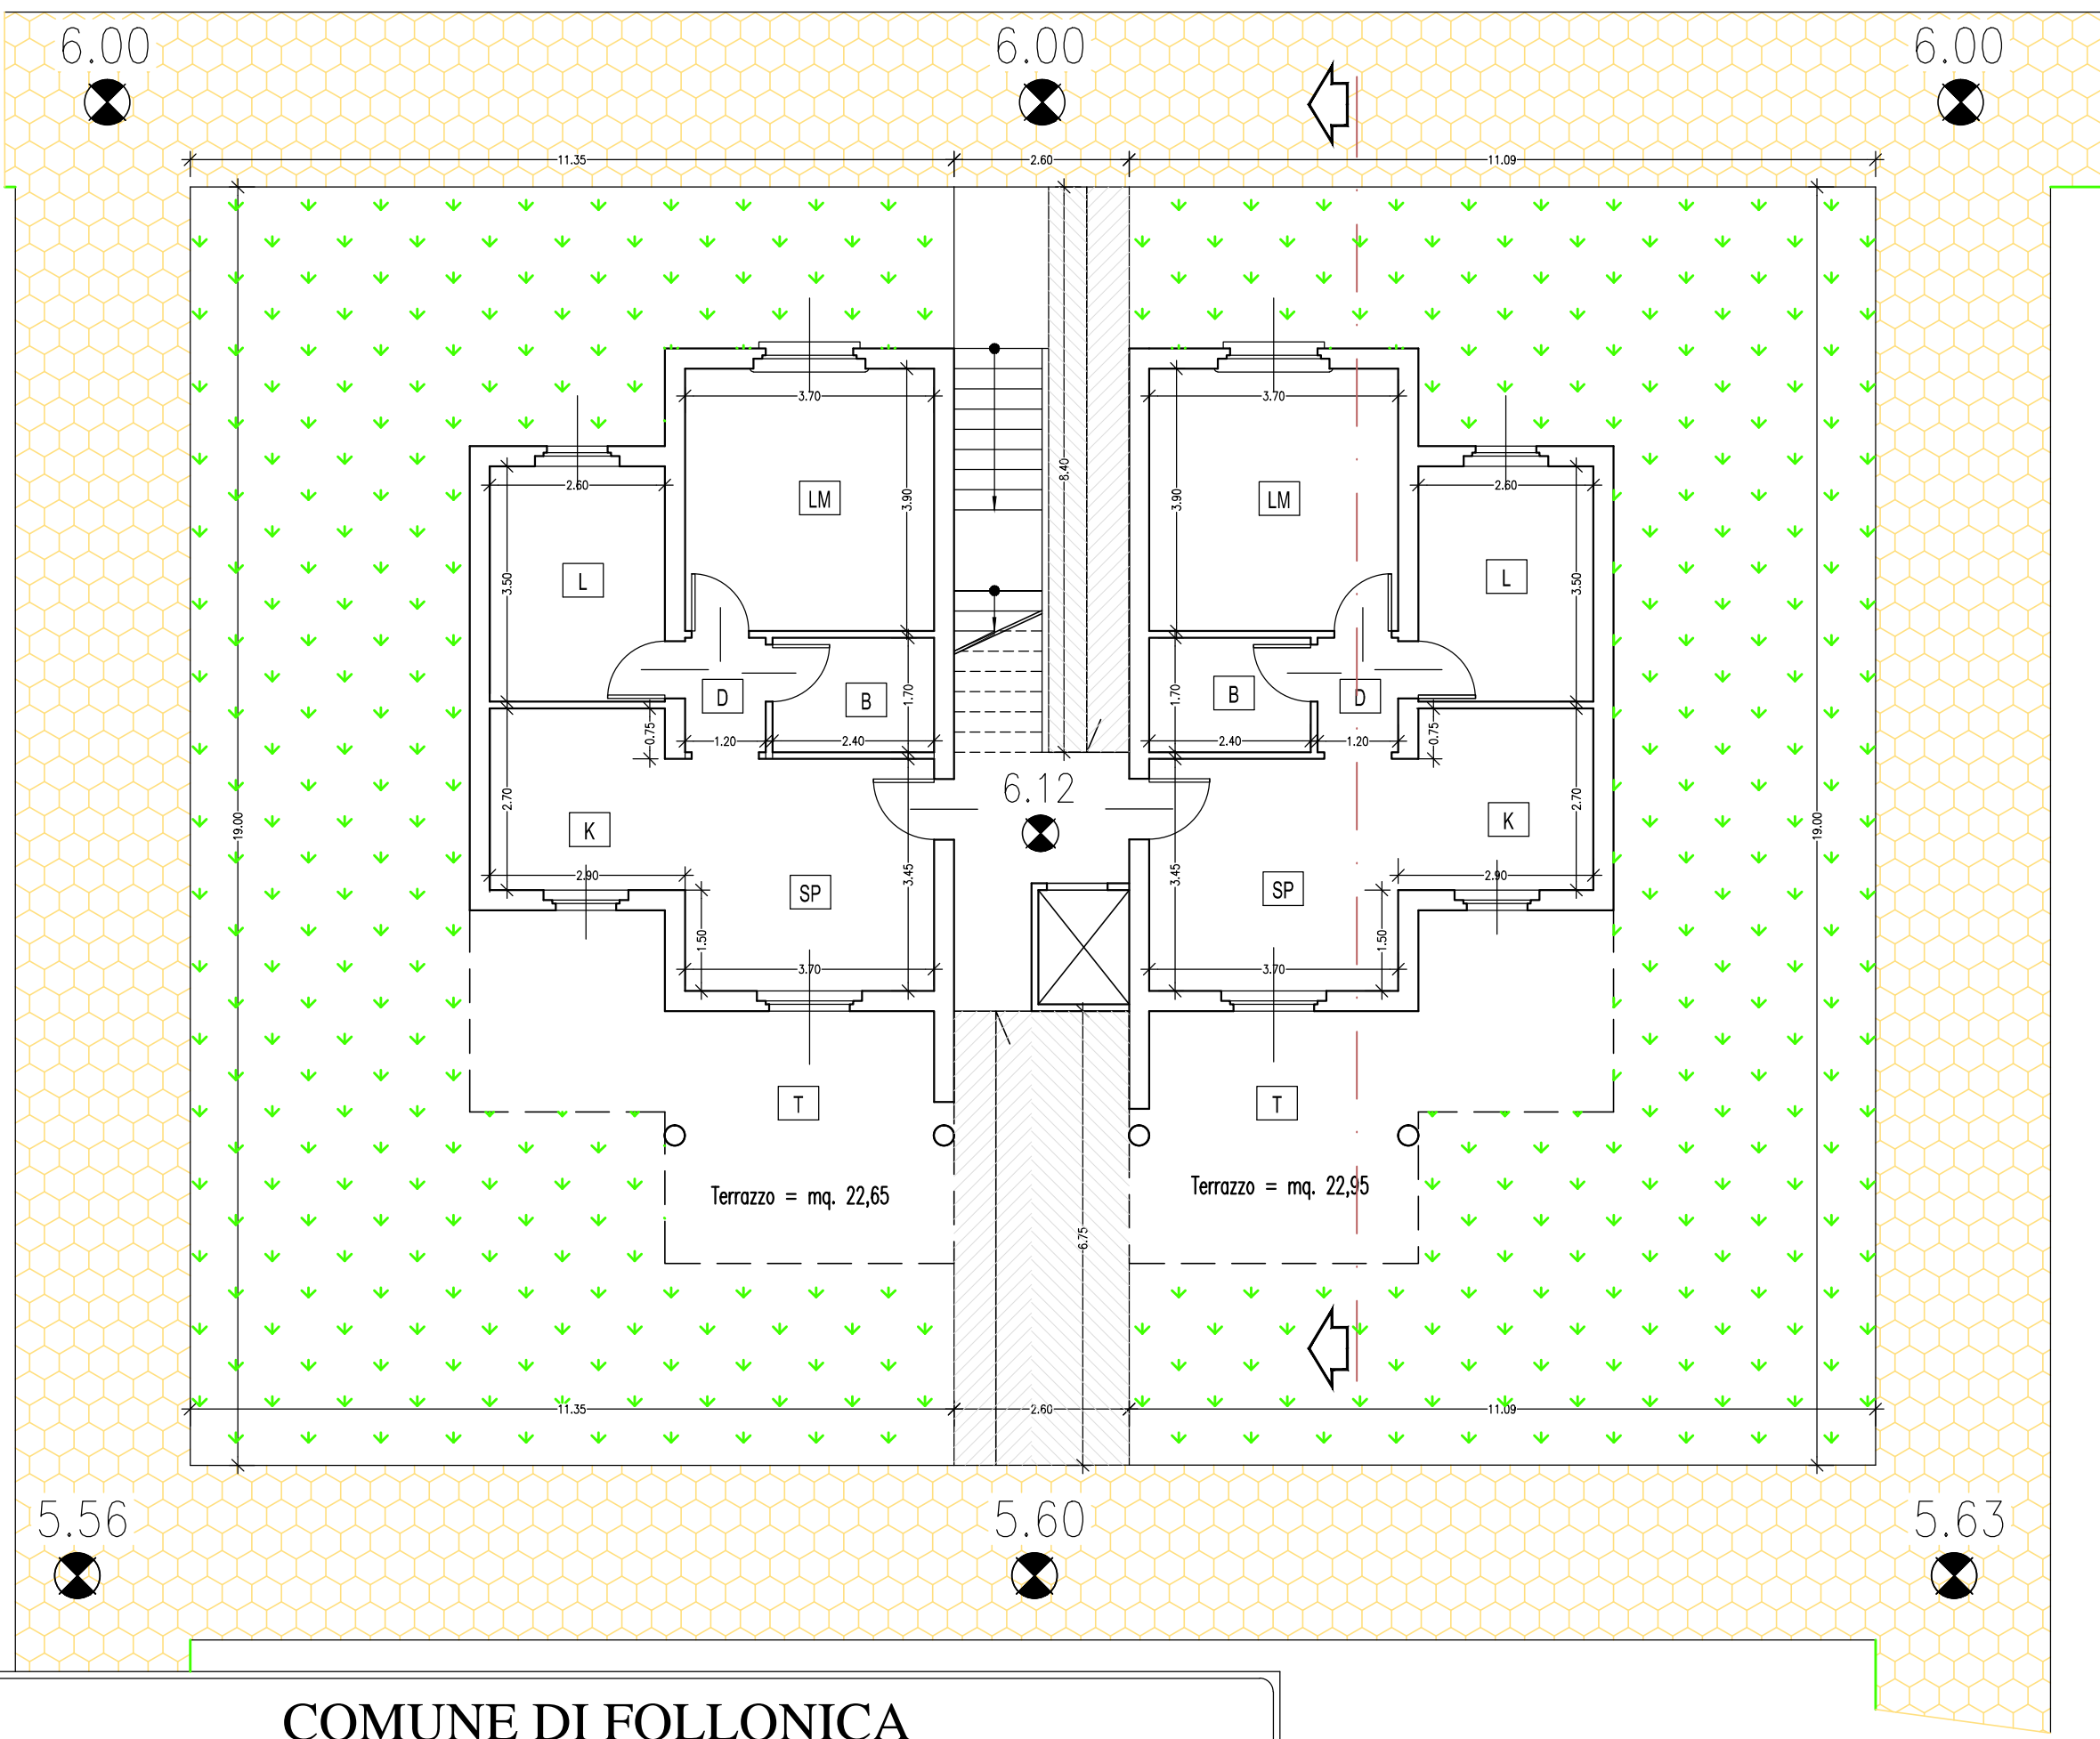 6.00 6.00 6.00
11.35 2.60 11.09
3.70 3.70
8.40
2.60 LM 3.90 3.90 LM 2.60
3.50 L L 3.50
D B 1.70 1.70 B D
0.75 1.20 2.40 2.40 1.20 0.75
6.12
2.70 2.70
19.00 K K 19.00
2.90 SP 3.45 3.45 SP 2.90
1.50 1.50
3.70 3.70
T T
Terrazzo = mq. 22,65 Terrazzo = mq. 22,95
6.75
11.35 2.60 11.09
5.56 5.60 5.63
COMUNE DI FOLLONICA